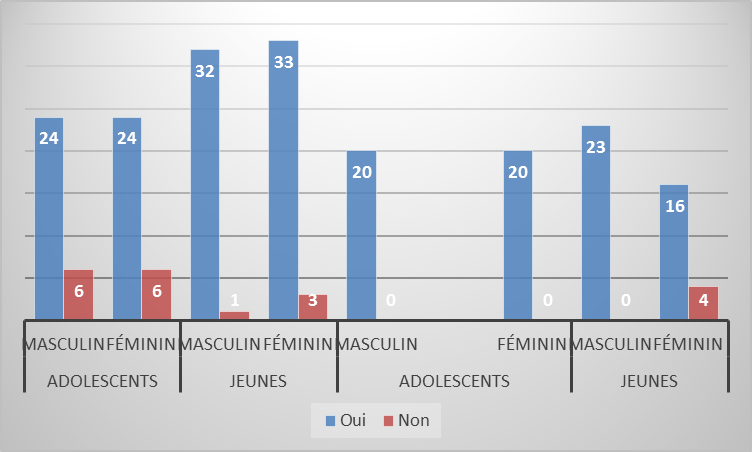 33
32
24 24
23
20 20
16
6 6
1 3 0 0 0 4
MASCULIN FÉMININ MASCULIN FÉMININ MASCULIN FÉMININ MASCULIN FÉMININ
ADOLESCENTS JEUNES ADOLESCENTS JEUNES
Oui Non